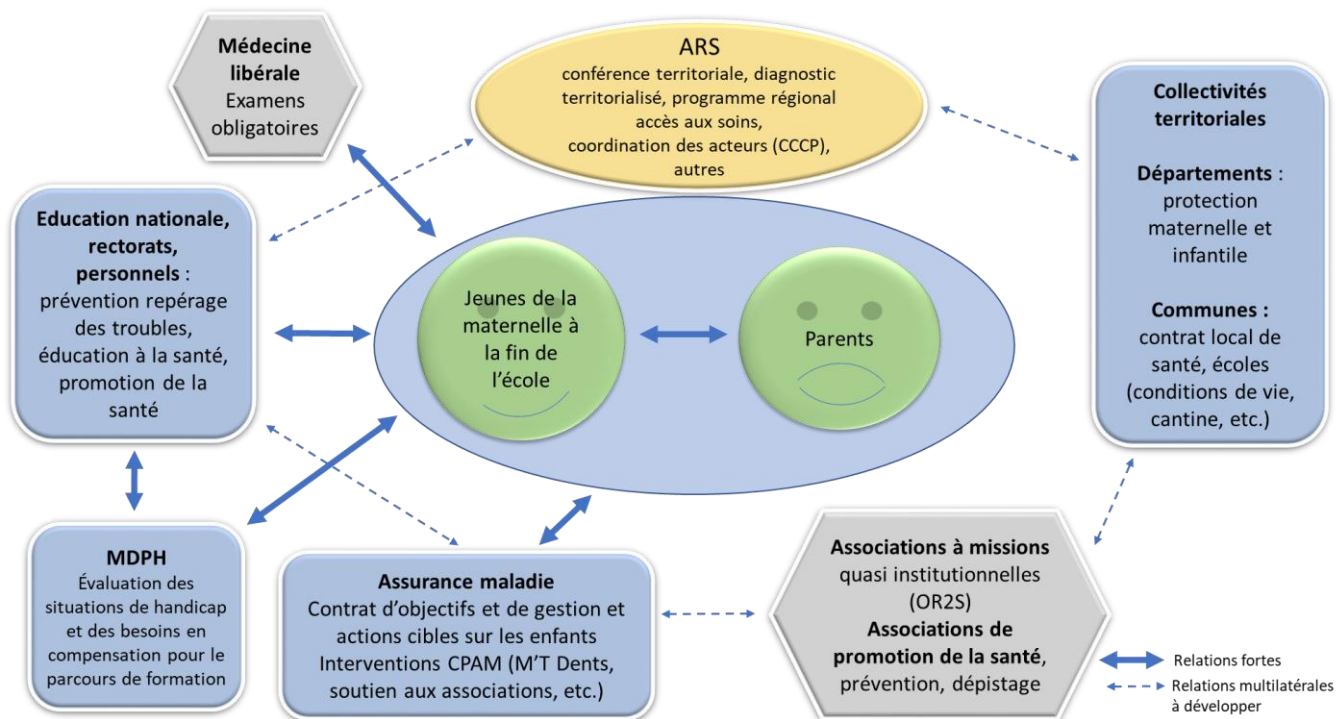 Médecine
libérale
Examens
obligatoires
ARS
conférence territoriale, diagnostic
territorialisé, programme régional
accès aux soins,
coordination des acteurs (CCCP),
autres
Collectivités
territoriales
Départements :
protection
maternelle et
infantile
Communes :
contrat local de
santé, écoles
(conditions de vie,
cantine, etc.)
Education nationale,
rectorats,
personnels :
prévention repérage
des troubles,
éducation à la santé,
promotion de la
santé
Jeunes de la
maternelle à
la fin de
l'école
Parents
MDPH
Évaluation des
situations de handicap
et des besoins en
compensation pour le
parcours de formation
Assurance maladie
Contrat d'objectifs et de gestion et
actions cibles sur les enfants
Interventions CPAM (M'T Dents,
soutien aux associations, etc.)
Associations à missions
quasi institutionnelles
(OR2S)
Associations de
promotion de la santé,
prévention, dépistage
Relations fortes
Relations multilatérales
à développer